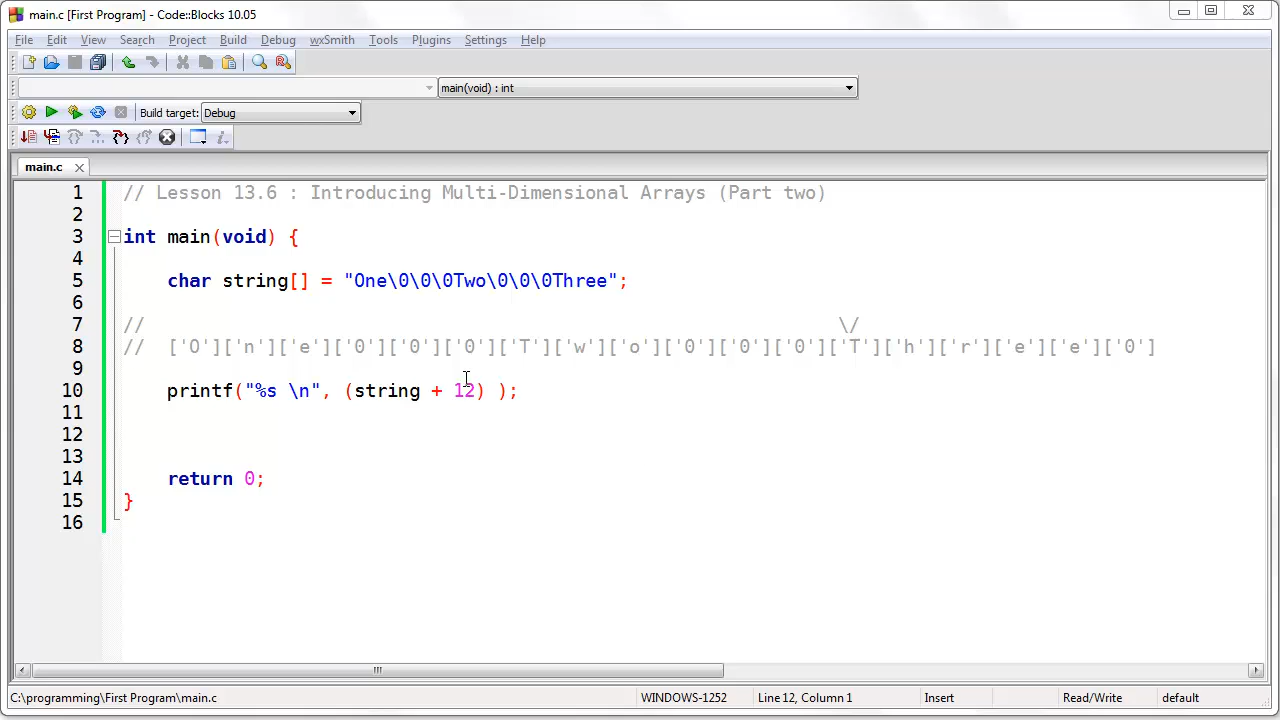 main.c [First Program] - Code::Blocks 10.05
File Edit View Search Project Build Debug wxSmith Tools Plugins Settings Help
main(void) : int
Build target: Debug
main.c
1 // Lesson 13.6 : Introducing Multi-Dimensional Arrays (Part two)
2
3 int main(void) {
4
5 char string[] = "One\0\0\0Two\0\0\0Three";
6
7 // \/
8 // ['O']['n']['e']['0']['0']['0']['T']['w']['o']['0']['0']['0']['T']['h']['r']['e']['e']['0']
9
10 printf("%s \n", (string + 12) );
11
12
13
14 return 0;
15 }
16
C:\programming\First Program\main.c WINDOWS-1252 Line 12, Column 1 Insert Read/Write default